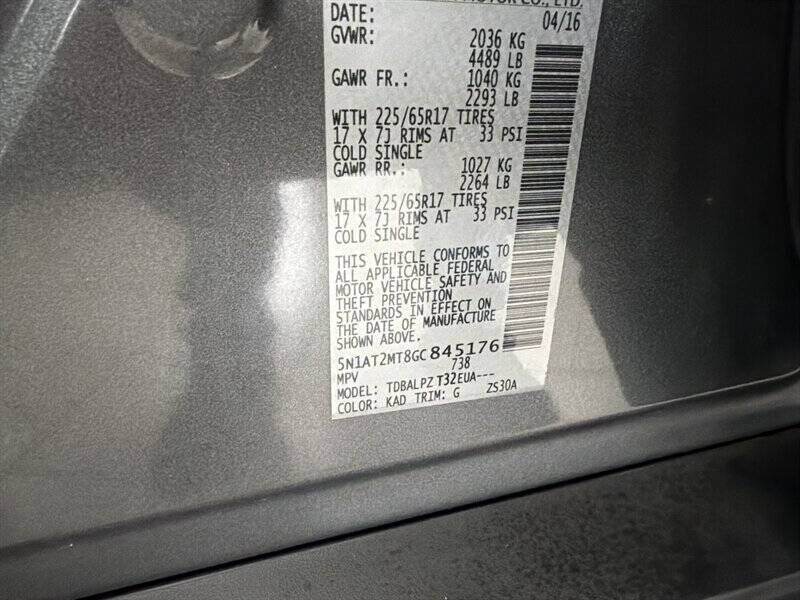 MOTOR CO., LTD.
DATE: 04/16
GVWR: 2036 KG
4489 LB
GAWR FR.: 1040 KG
2293 LB
WITH 225/65R17 TIRES
17 X 7J RIMS AT 33 PSI
COLD SINGLE
GAWR RR.: 1027 KG
2264 LB
WITH 225/65R17 TIRES
17 X 7J RIMS AT 33 PSI
COLD SINGLE
THIS VEHICLE CONFORMS TO
ALL APPLICABLE FEDERAL
MOTOR VEHICLE SAFETY AND
THEFT PREVENTION
STANDARDS IN EFFECT ON
THE DATE OF MANUFACTURE
SHOWN ABOVE.
5N1AT2MT8GC845176
MPV 738
MODEL: TDBALPZ T32EUA---
COLOR: KAD TRIM: G ZS30A